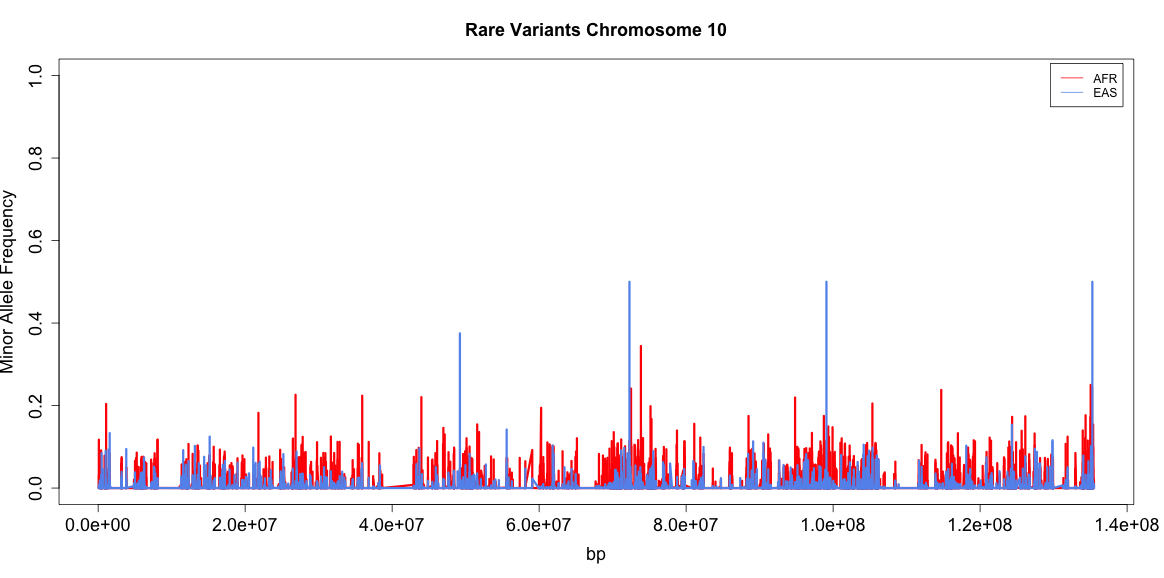 Rare Variants Chromosome 10
AFR
EAS
Minor Allele Frequency
1.0
0.8
0.6
0.4
0.2
0.0
0.0e+00 2.0e+07 4.0e+07 6.0e+07 8.0e+07 1.0e+08 1.2e+08 1.4e+08
bp